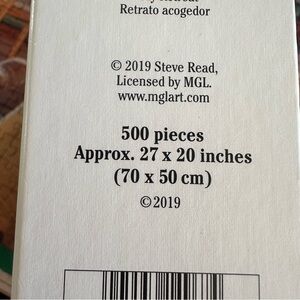 Retrato acogedor
© 2019 Steve Read,
Licensed by MGL.
www.mglart.com
500 pieces
Approx. 27 x 20 inches
(70 x 50 cm)
©2019